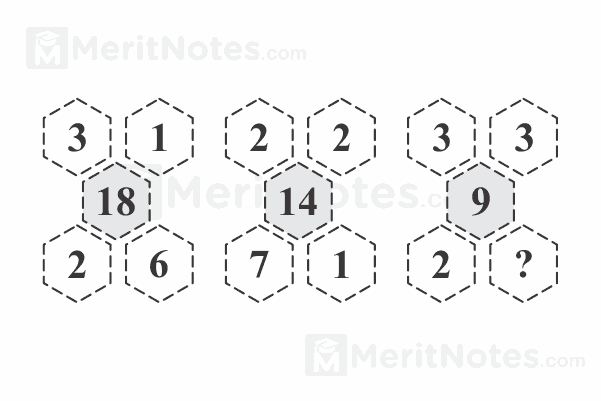 MeritNotes.com
3 1 2 2 3 3
18 14 9
MeritNotes.com
2 6 7 1 2 ?
MeritNotes.com